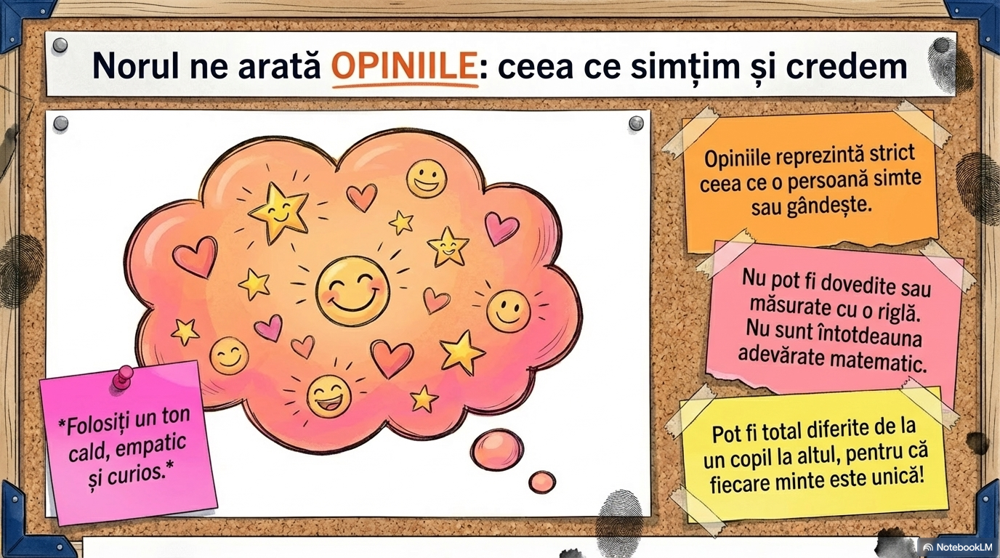 Norul ne arată OPINIILE: ceea ce simțim și credem
Opiniile reprezintă strict
ceea ce o persoană simte
sau gândește.
Nu pot fi dovedite sau
măsurate cu o riglă.
Nu sunt întotdeauna
adevărate matematic.
Pot fi total diferite de la
un copil la altul, pentru că
fiecare minte este unică!
*Folosiți un ton
cald, empatic
și curios.*
NotebookLM